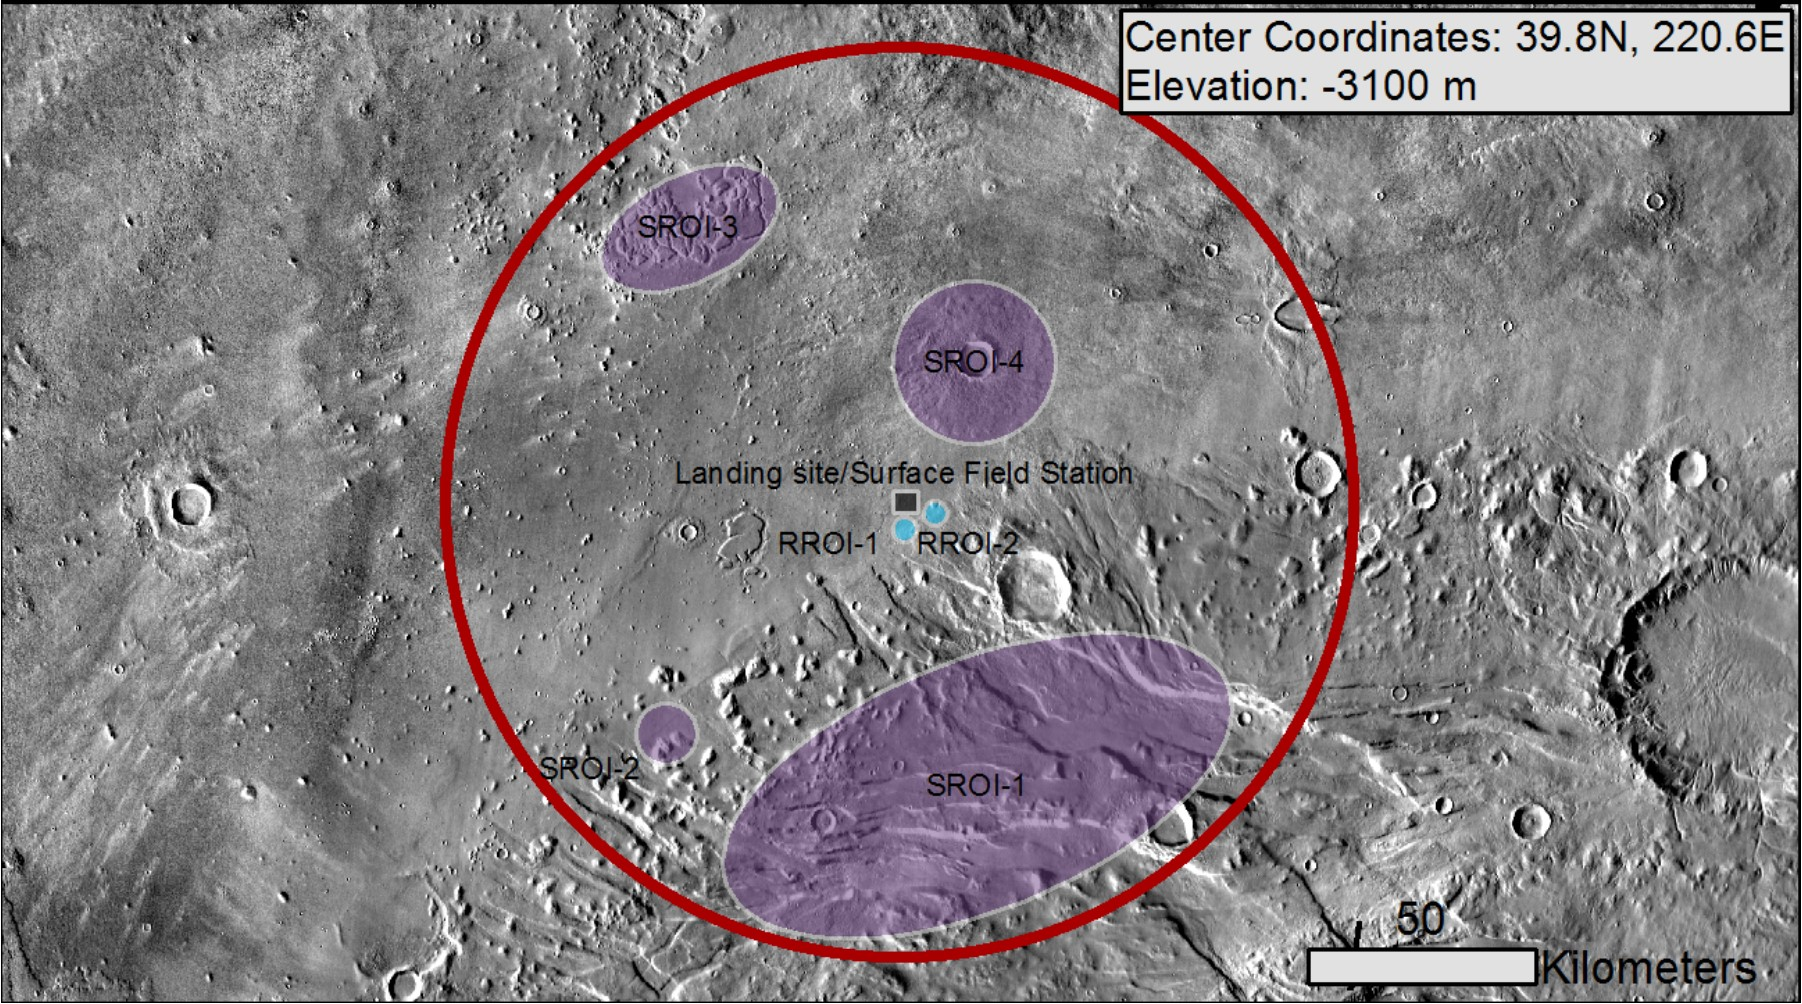 Center Coordinates: 39.8N, 220.6E
Elevation: -3100 m
SROI-3
SROI-4
Landing site/Surface Field Station
RROI-1
RROI-2
SROI-2
SROI-1
50
Kilometers